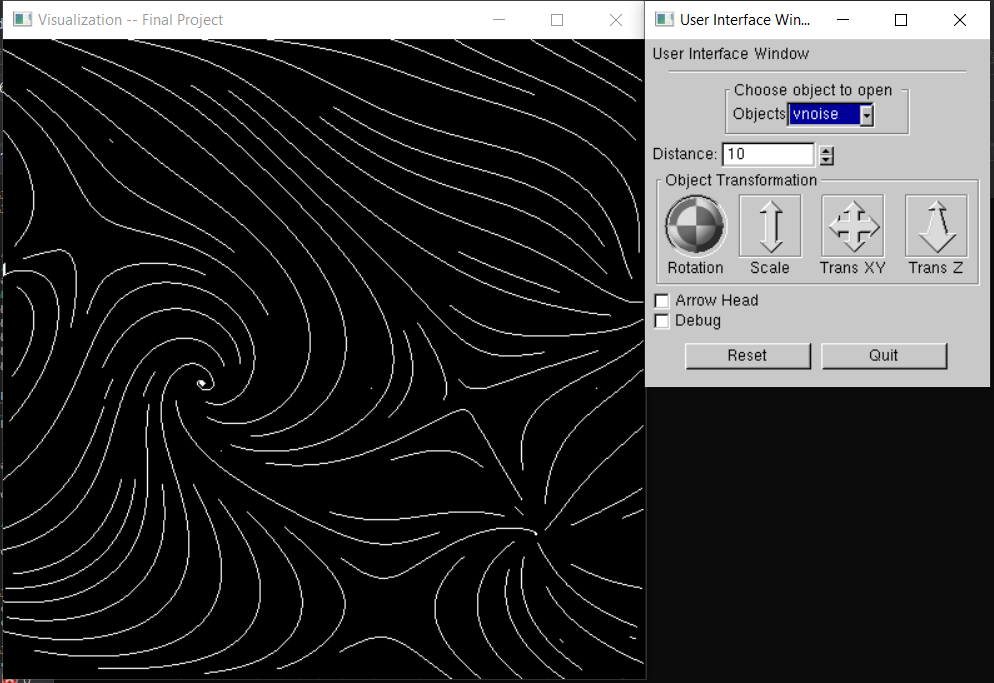 Visualization -- Final Project
User Interface Win...
User Interface Window
Choose object to open
Objects vnoise
Distance: 10
Object Transformation
Rotation Scale Trans XY Trans Z
Arrow Head
Debug
Reset Quit